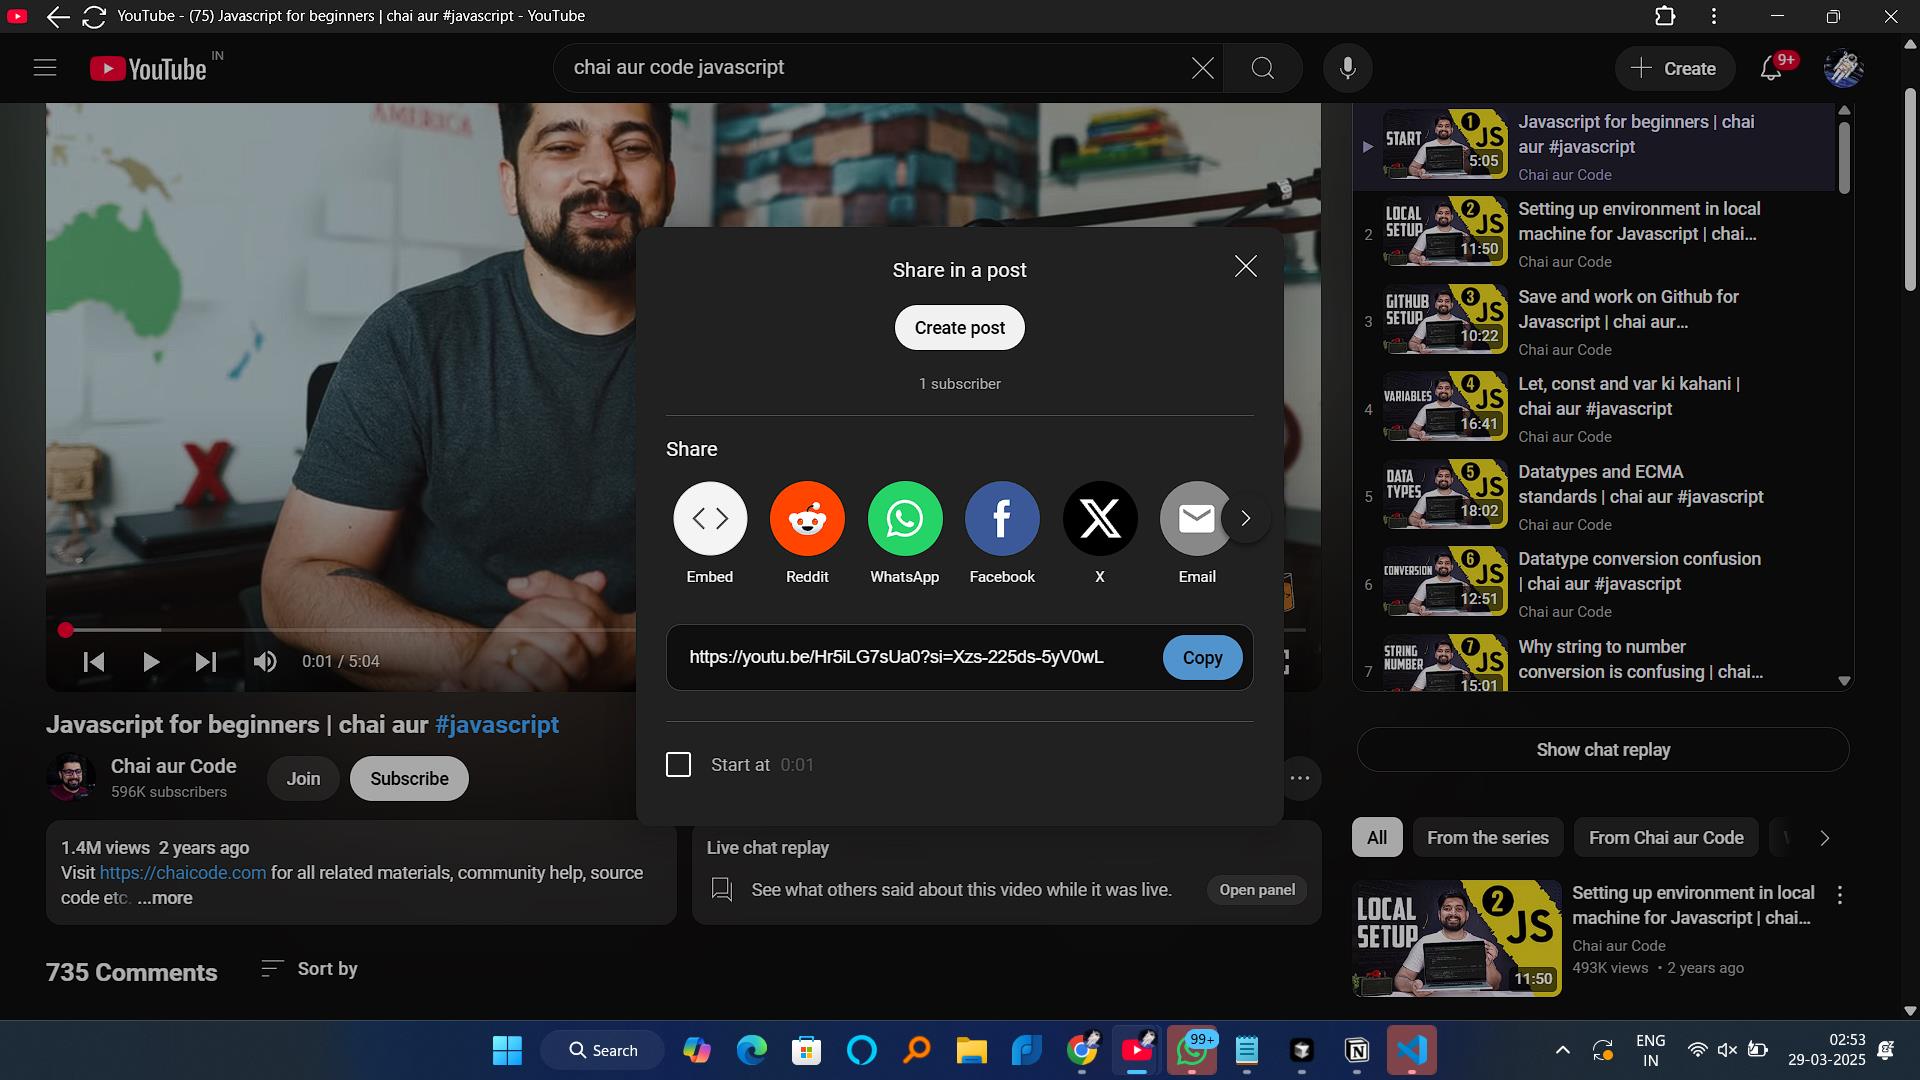 YouTube - (75) Javascript for beginners | chai aur #javascript - YouTube
YouTube IN
chai aur code javascript
Create
9+
AMERICA
Share in a post
Create post
1 subscriber
Share
Embed
Reddit
WhatsApp
Facebook
X
Email
https://youtu.be/Hr5iLG7sUa0?si=Xzs-225ds-5yV0wL
Copy
Start at 0:01
0:01 / 5:04
Javascript for beginners | chai aur #javascript
Chai aur Code
596K subscribers
Join
Subscribe
1.4M views 2 years ago
Visit https://chaicode.com for all related materials, community help, source
code etc. ...more
Live chat replay
See what others said about this video while it was live.
Open panel
735 Comments
Sort by
START
1
JS
5:05
Javascript for beginners | chai
aur #javascript
Chai aur Code
2
LOCAL
SETUP
2
JS
11:50
Setting up environment in local
machine for Javascript | chai...
Chai aur Code
3
GITHUB
SETUP
3
JS
10:22
Save and work on Github for
Javascript | chai aur...
Chai aur Code
4
VARIABLES
4
JS
16:41
Let, const and var ki kahani |
chai aur #javascript
Chai aur Code
5
DATA
TYPES
5
JS
18:02
Datatypes and ECMA
standards | chai aur #javascript
Chai aur Code
6
CONVERSION
6
JS
12:51
Datatype conversion confusion
| chai aur #javascript
Chai aur Code
7
STRING
NUMBER
7
JS
15:01
Why string to number
conversion is confusing | chai...
Show chat replay
All
From the series
From Chai aur Code
LOCAL
SETUP
2
JS
11:50
Setting up environment in local
machine for Javascript | chai...
Chai aur Code
493K views • 2 years ago
Search
99+
ENG
IN
02:53
29-03-2025